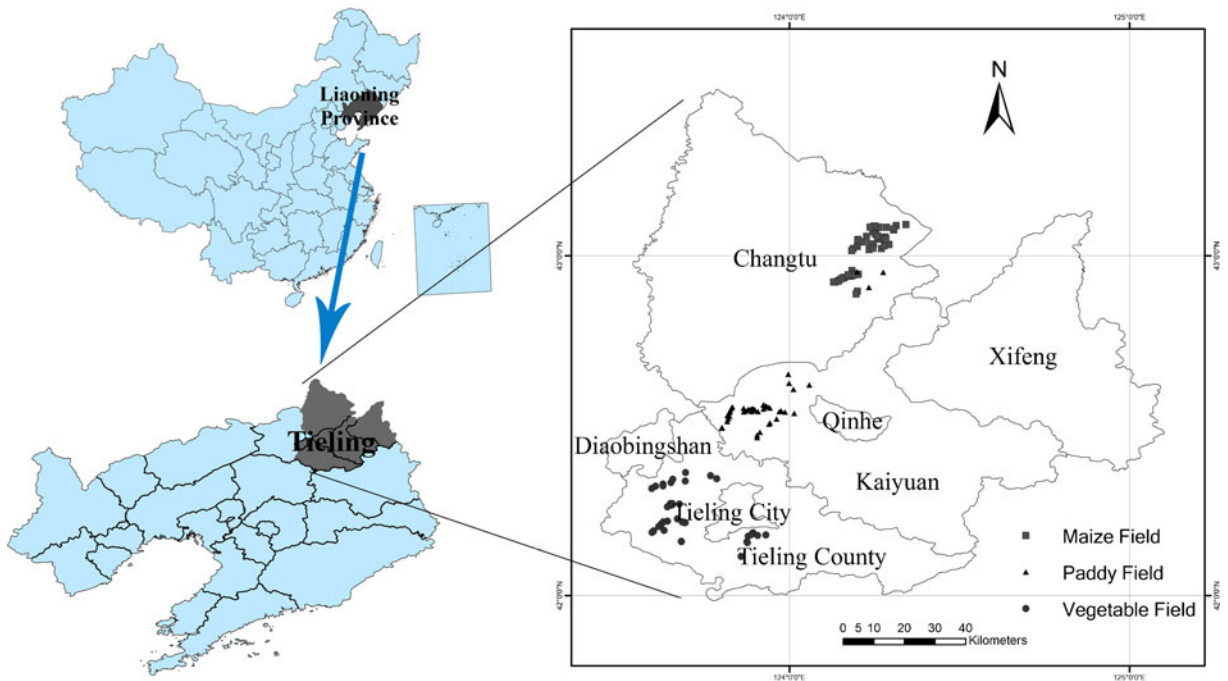 Liaoning
Province
Tieling
124°0'0"E
125°0'0"E
N
43°0'0"N
43°0'0"N
Changtu
Xifeng
Qinhe
Diaobingshan
Kaiyuan
Tieling City
Tieling County
Maize Field
Paddy Field
Vegetable Field
42°0'0"N
42°0'0"N
0 5 10 20 30 40
Kilometers
124°0'0"E
125°0'0"E